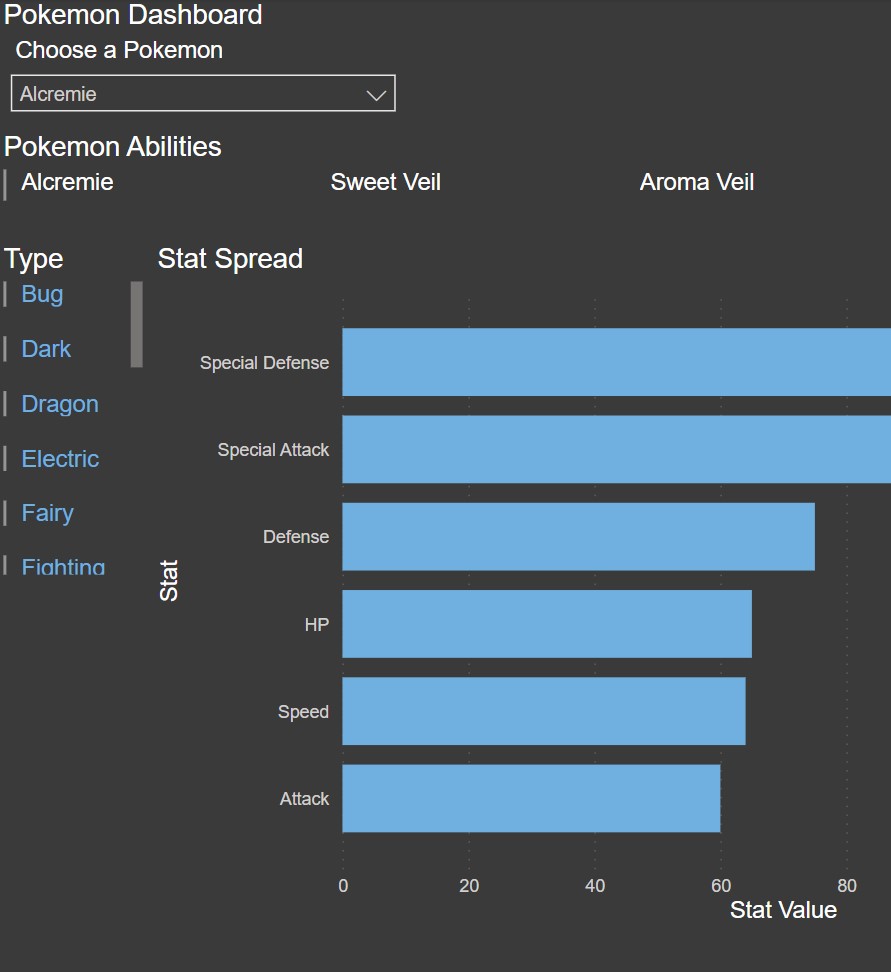 Pokemon Dashboard
Choose a Pokemon
Alcremie
Pokemon Abilities
Alcremie Sweet Veil Aroma Veil
Type
Bug
Dark
Dragon
Electric
Fairy
Fighting
Stat Spread
Stat
Special Defense
Special Attack
Defense
HP
Speed
Attack
0 20 40 60 80
Stat Value